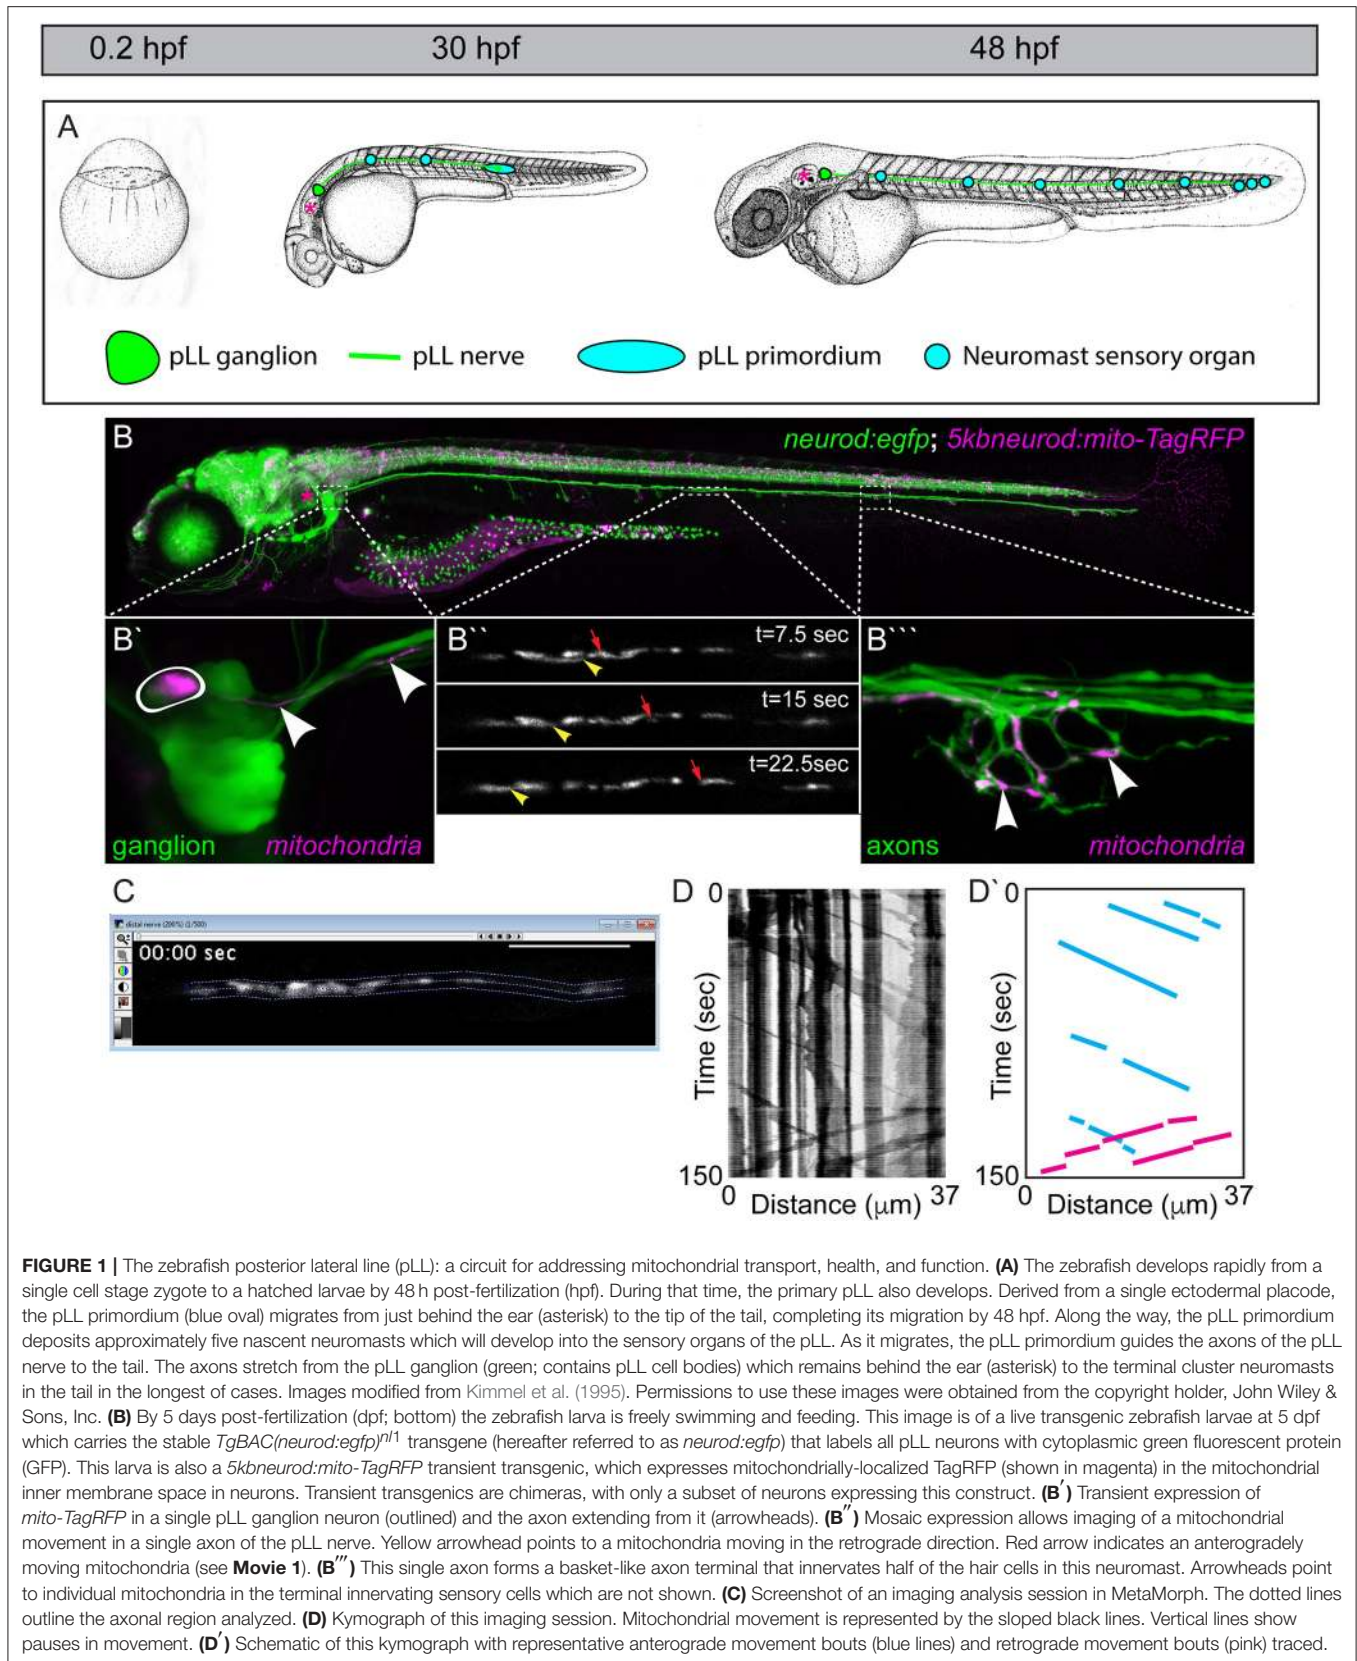 0.2 hpf 30 hpf 48 hpf
A
pLL ganglion pLL nerve pLL primordium Neuromast sensory organ
B neurod:egfp; 5kbneurod:mito-TagRFP
B` B`` t=7.5 sec B```
t=15 sec
t=22.5sec
ganglion mitochondria axons mitochondria
C D D`
distal nerve (200%) (1/500)
00:00 sec
0 Time (sec) 150
0 Distance (μm) 37
0 Time (sec) 150
0 Distance (μm) 37
FIGURE 1 | The zebrafish posterior lateral line (pLL): a circuit for addressing mitochondrial transport, health, and function. (A) The zebrafish develops rapidly from a
single cell stage zygote to a hatched larvae by 48 h post-fertilization (hpf). During that time, the primary pLL also develops. Derived from a single ectodermal placode,
the pLL primordium (blue oval) migrates from just behind the ear (asterisk) to the tip of the tail, completing its migration by 48 hpf. Along the way, the pLL primordium
deposits approximately five nascent neuromasts which will develop into the sensory organs of the pLL. As it migrates, the pLL primordium guides the axons of the pLL
nerve to the tail. The axons stretch from the pLL ganglion (green; contains pLL cell bodies) which remains behind the ear (asterisk) to the terminal cluster neuromasts
in the tail in the longest of cases. Images modified from Kimmel et al. (1995). Permissions to use these images were obtained from the copyright holder, John Wiley &
Sons, Inc. (B) By 5 days post-fertilization (dpf; bottom) the zebrafish larva is freely swimming and feeding. This image is of a live transgenic zebrafish larvae at 5 dpf
which carries the stable TgBAC(neurod:egfp)nl1 transgene (hereafter referred to as neurod:egfp) that labels all pLL neurons with cytoplasmic green fluorescent protein
(GFP). This larva is also a 5kbneurod:mito-TagRFP transient transgenic, which expresses mitochondrially-localized TagRFP (shown in magenta) in the mitochondrial
inner membrane space in neurons. Transient transgenics are chimeras, with only a subset of neurons expressing this construct. (B′) Transient expression of
mito-TagRFP in a single pLL ganglion neuron (outlined) and the axon extending from it (arrowheads). (B″) Mosaic expression allows imaging of a mitochondrial
movement in a single axon of the pLL nerve. Yellow arrowhead points to a mitochondria moving in the retrograde direction. Red arrow indicates an anterogradely
moving mitochondria (see Movie 1). (B‴) This single axon forms a basket-like axon terminal that innervates half of the hair cells in this neuromast. Arrowheads point
to individual mitochondria in the terminal innervating sensory cells which are not shown. (C) Screenshot of an imaging analysis session in MetaMorph. The dotted lines
outline the axonal region analyzed. (D) Kymograph of this imaging session. Mitochondrial movement is represented by the sloped black lines. Vertical lines show
pauses in movement. (D′) Schematic of this kymograph with representative anterograde movement bouts (blue lines) and retrograde movement bouts (pink) traced.